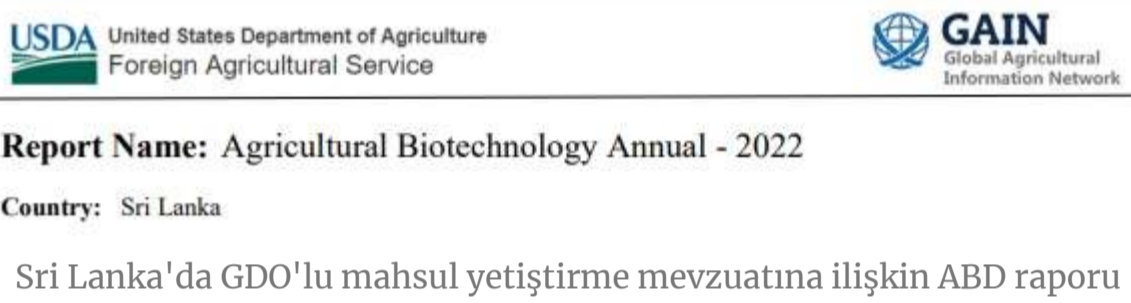 USDA United States Department of Agriculture
Foreign Agricultural Service
GAIN
Global Agricultural
Information Network
Report Name: Agricultural Biotechnology Annual - 2022
Country: Sri Lanka
Sri Lanka'da GDO'lu mahsul yetiştirme mevzuatına ilişkin ABD raporu